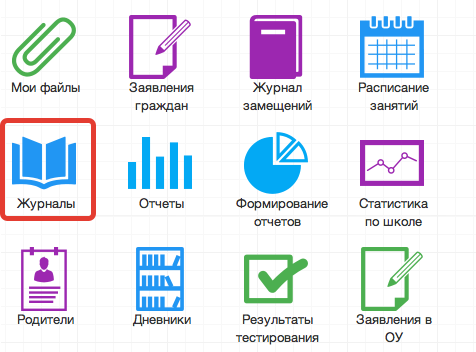 Мои файлы
Заявления
граждан
Журнал
замещений
Расписание
занятий
Журналы
Отчеты
Формирование
отчетов
Статистика
по школе
Родители
Дневники
Результаты
тестирования
Заявления в
ОУ